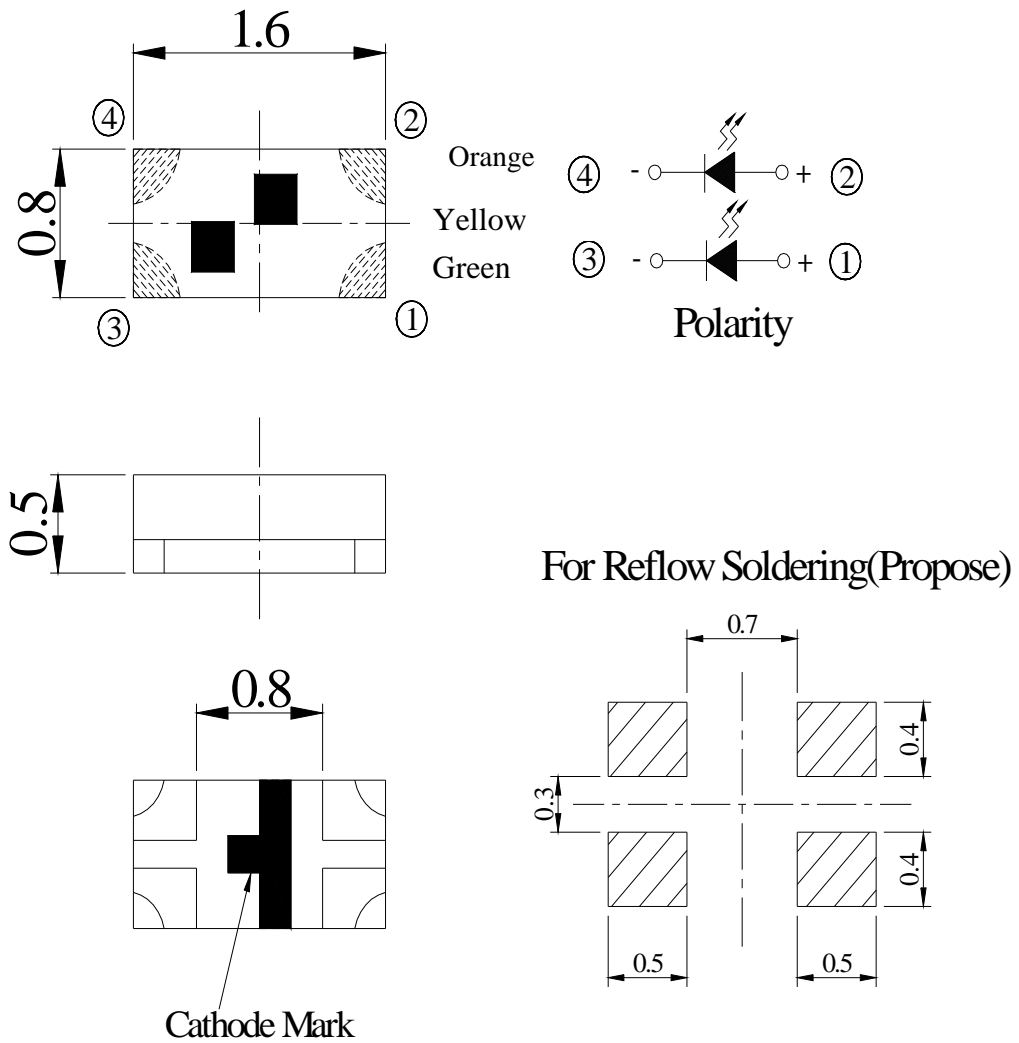 1.6
④ ②
0.8
Orange
Yellow
Green
④ - + ②
③ - + ①
Polarity
③ ①
0.5
For Reflow Soldering(Propose)
0.7
0.8
0.4
0.3
0.4
0.5 0.5
Cathode Mark